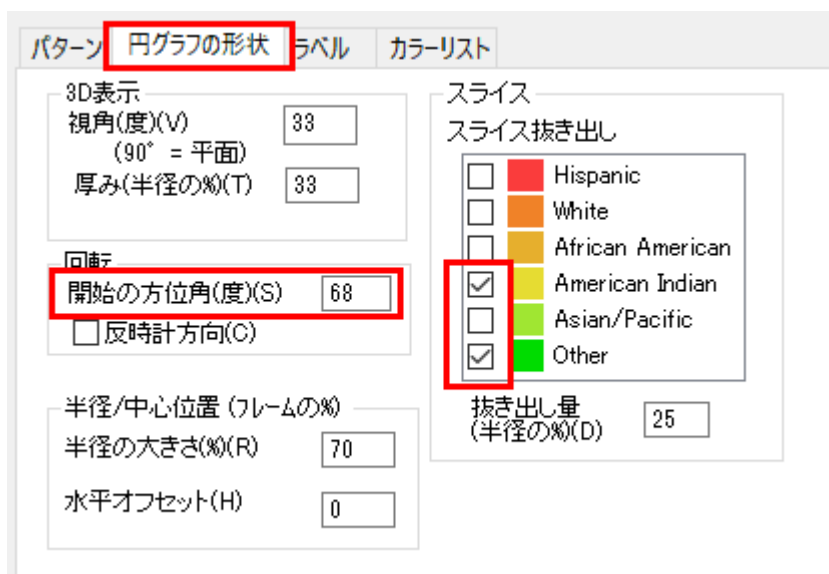 パターン 円グラフの形状 ラベル カラーリスト
3D表示
視角(度)(V) 33
(90° = 平面)
厚み(半径の%)(T) 33
回転
開始の方位角(度)(S) 68
反時計方向(C)
半径/中心位置 (フレームの%)
半径の大きさ(%)(R) 70
水平オフセット(H) 0
スライス
スライス抜き出し
Hispanic
White
African American
American Indian
Asian/Pacific
Other
抜き出し量
(半径の%)(D) 25